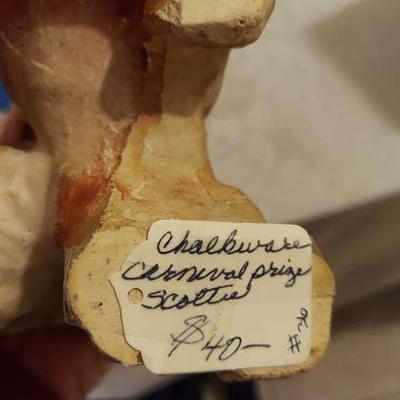 Chalkware
Carnival prize
Scottie
$40—